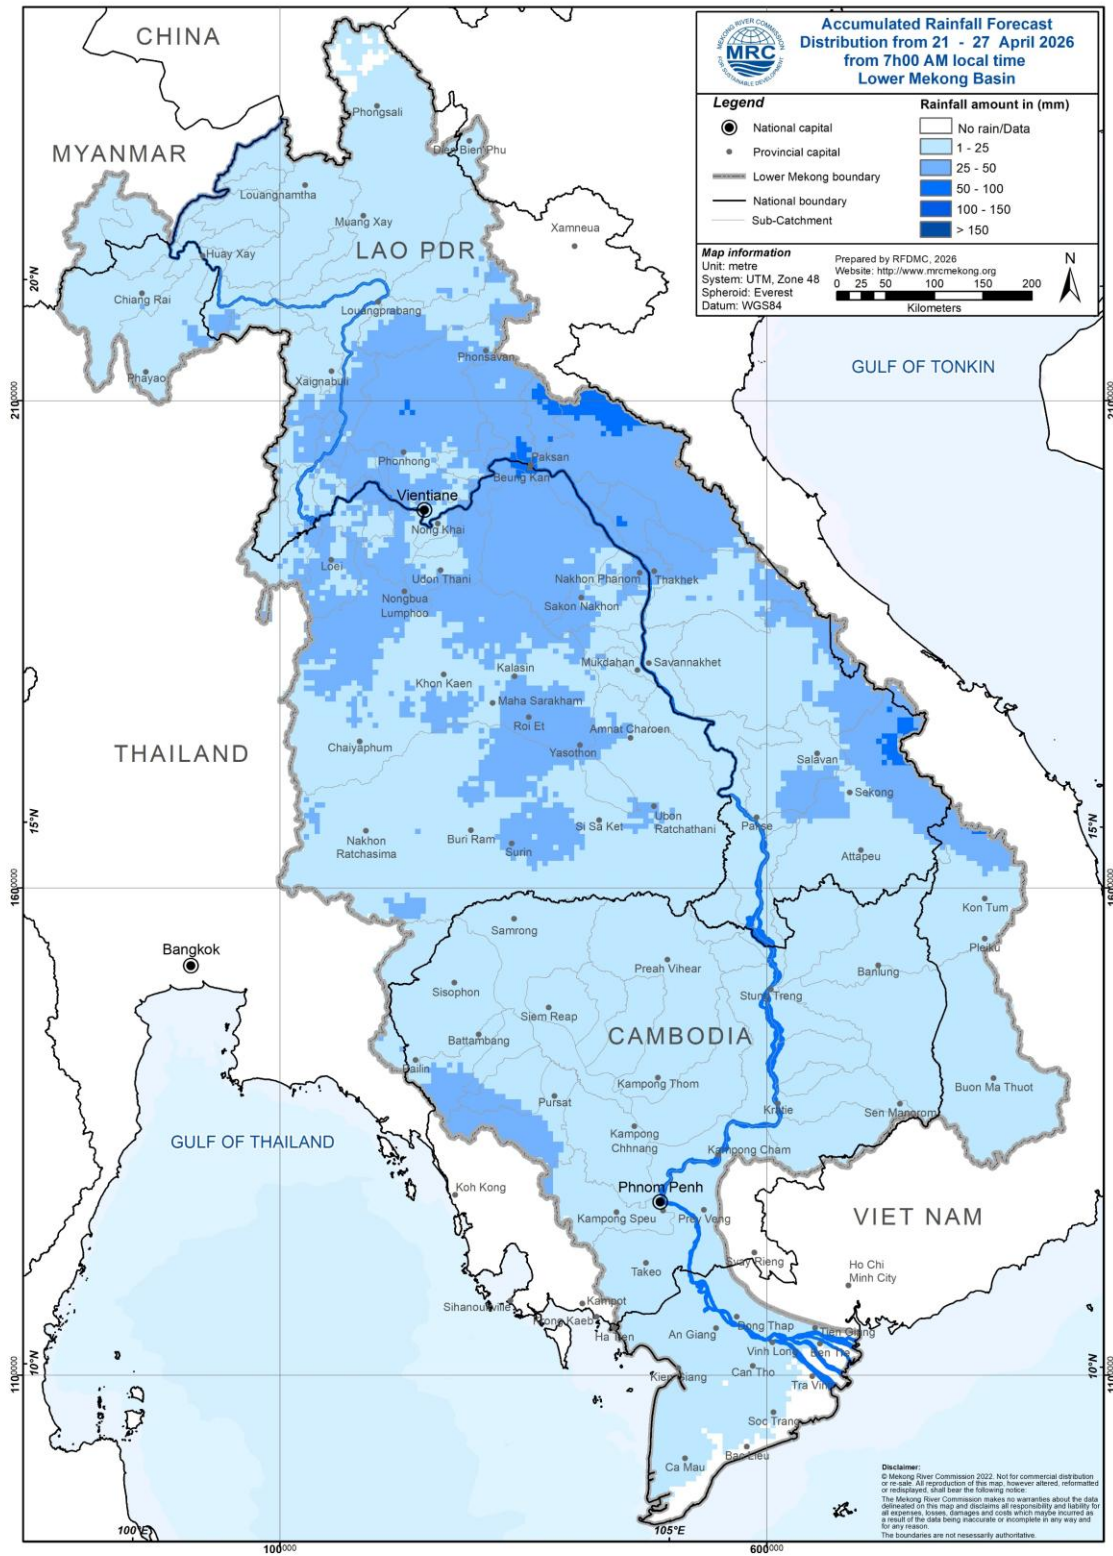 CHINA
MYANMAR
LAO PDR
THAILAND
CAMBODIA
VIET NAM
GULF OF TONKIN
GULF OF THAILAND
MEKONG RIVER COMMISSION
MRC
FOR SUSTAINABLE DEVELOPMENT
Accumulated Rainfall Forecast
Distribution from 21 - 27 April 2026
from 7h00 AM local time
Lower Mekong Basin
Legend
National capital
Provincial capital
Lower Mekong boundary
National boundary
Sub-Catchment
Rainfall amount in (mm)
No rain/Data
1 - 25
25 - 50
50 - 100
100 - 150
> 150
Map information
Unit: metre
System: UTM, Zone 48
Spheroid: Everest
Datum: WGS84
Prepared by RFDMC, 2026
Website: http://www.mrcmekong.org
0 25 50 100 150 200
Kilometers
N
Phongsali
Dien Bien Phu
Louangnamtha
Muang Xay
Xamneua
Huay Xay
Chiang Rai
Louangprabang
Phonsavan
Phayao
Xaignabuli
Phonhong
Paksan
Beung Kan
Vientiane
Nong Khai
Loei
Udon Thani
Nakhon Phanom
Thakhek
Nongbua
Lumphoo
Sakon Nakhon
Kalasin
Mukdahan
Savannakhet
Khon Kaen
Maha Sarakham
Roi Et
Amnat Charoen
Chaiyaphum
Yasothon
Salavan
Sekong
Ubon
Ratchathani
Si Sa Ket
Pakse
Nakhon
Ratchasima
Buri Ram
Surin
Attapeu
Kon Tum
Samrong
Pleiku
Bangkok
Preah Vihear
Banlung
Sisophon
Stung Treng
Siem Reap
Battambang
Pailin
Kampong Thom
Buon Ma Thuot
Pursat
Kratie
Sen Monorom
Kampong
Chhnang
Kampong Cham
Phnom Penh
Koh Kong
Kampong Speu
Prey Veng
Svay Rieng
Takeo
Ho Chi
Minh City
Sihanoukville
Kampot
Krong Kaeb
Ha Tien
An Giang
Dong Thap
Tien Giang
Vinh Long
Ben Tre
Kien Giang
Can Tho
Tra Vinh
Soc Trang
Bac Lieu
Ca Mau
20°N
15°N
10°N
2100000
1600000
1100000
15°N
10°N
2100000
1600000
1100000
100°E
105°E
100000
600000
Disclaimer:
© Mekong River Commission 2022. Not for commercial distribution
or re-sale. All reproduction of this map, however altered, reformatted
or redisplayed, shall bear the following notice:
The Mekong River Commission makes no warranties about the data
delineated on this map and disclaims all responsibility and liability for
all expenses, losses, damages and costs which maybe incurred as
a result of the data being inaccurate or incomplete in any way and
for any reason.
The boundaries are not nesessarily authoritative.